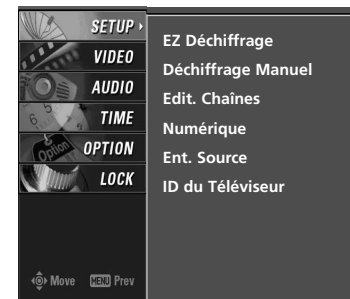 SETUP
VIDEO
AUDIO
TIME
OPTION
LOCK
Move MENU Prev
EZ Déchiffrage
Déchiffrage Manuel
Edit. Chaînes
Numérique
Ent. Source
ID du Téléviseur